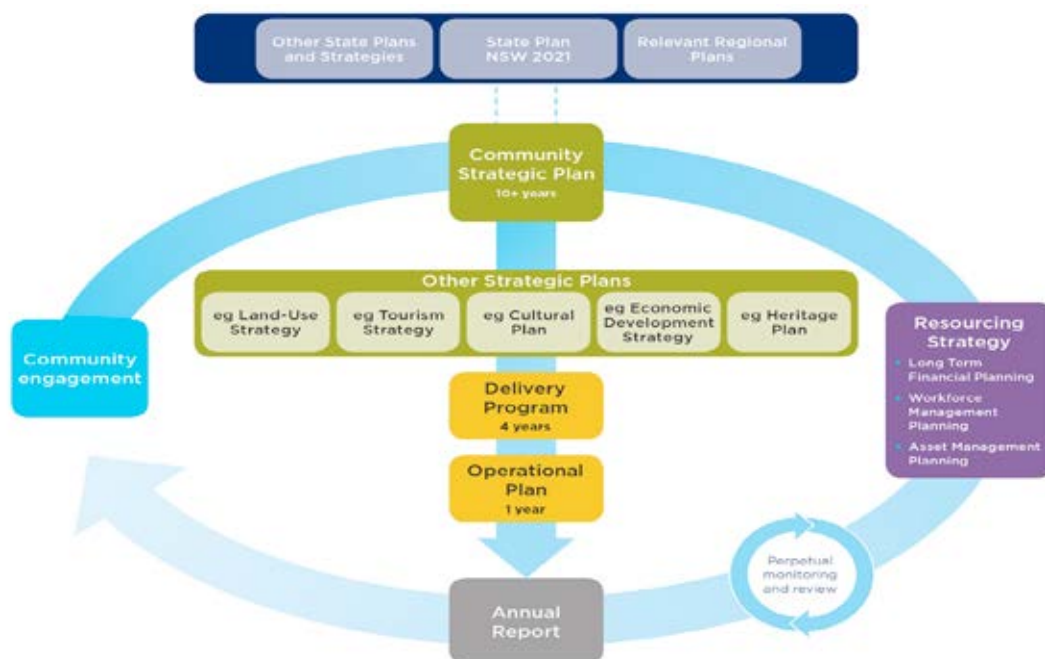 Other State Plans
and Strategies
State Plan
NSW 2021
Relevant Regional
Plans
Community
Strategic Plan
10+ years
Other Strategic Plans
eg Land-Use
Strategy
eg Tourism
Strategy
eg Cultural
Plan
eg Economic
Development
Strategy
eg Heritage
Plan
Community
engagement
Resourcing
Strategy
• Long Term
Financial Planning
• Workforce
Management
Planning
• Asset Management
Planning
Delivery
Program
4 years
Operational
Plan
1 year
Perpetual
monitoring
and review
Annual
Report